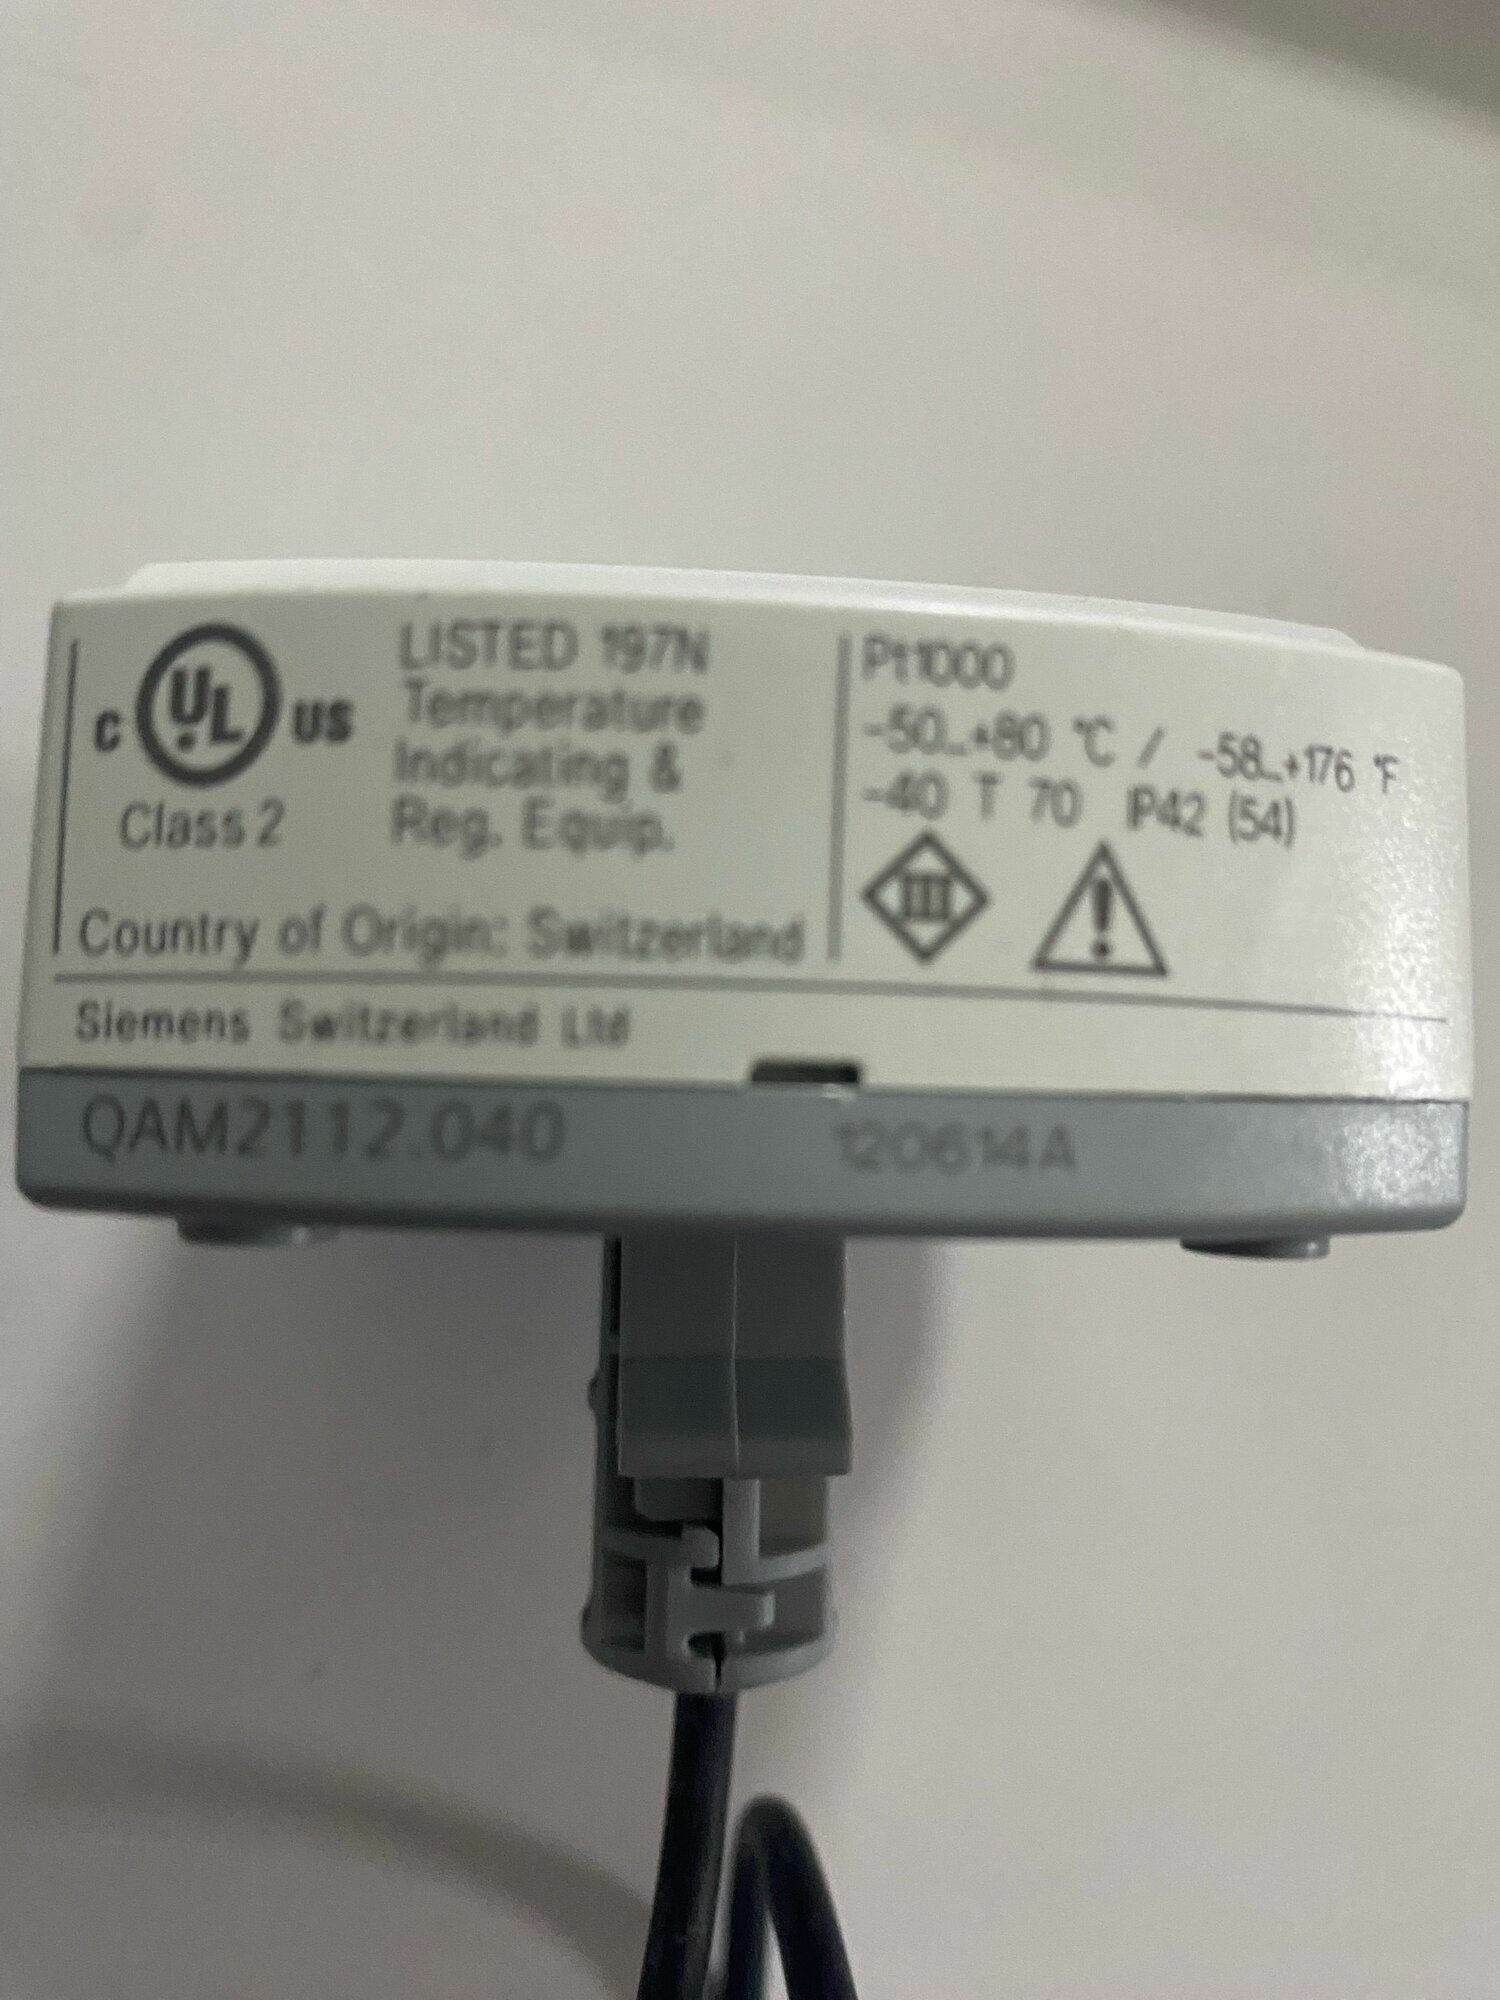 C UL US
Class 2
LISTED 197N
Temperature
Indicating &
Reg. Equip.
Country of Origin: Switzerland
Pt1000
-50...+80 °C / -58...+176 °F
-40 T 70 IP42 (54)
III
!
Siemens Switzerland Ltd
QAM2112.040 120614A